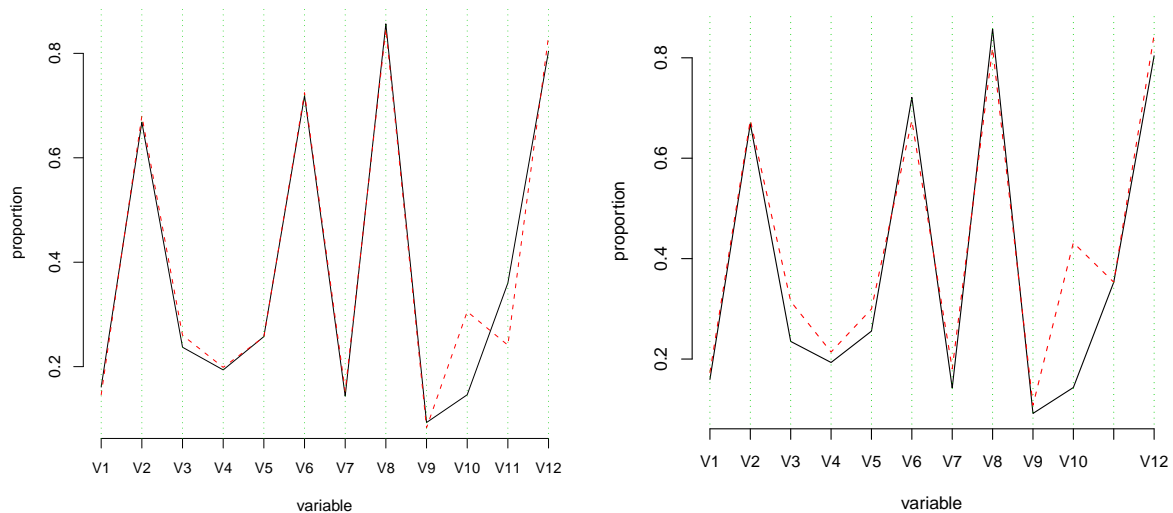 proportion
0.8
0.6
0.4
0.2
V1 V2 V3 V4 V5 V6 V7 V8 V9 V10 V11 V12
variable
proportion
0.8
0.6
0.4
0.2
V1 V2 V3 V4 V5 V6 V7 V8 V9 V10 V12
variable